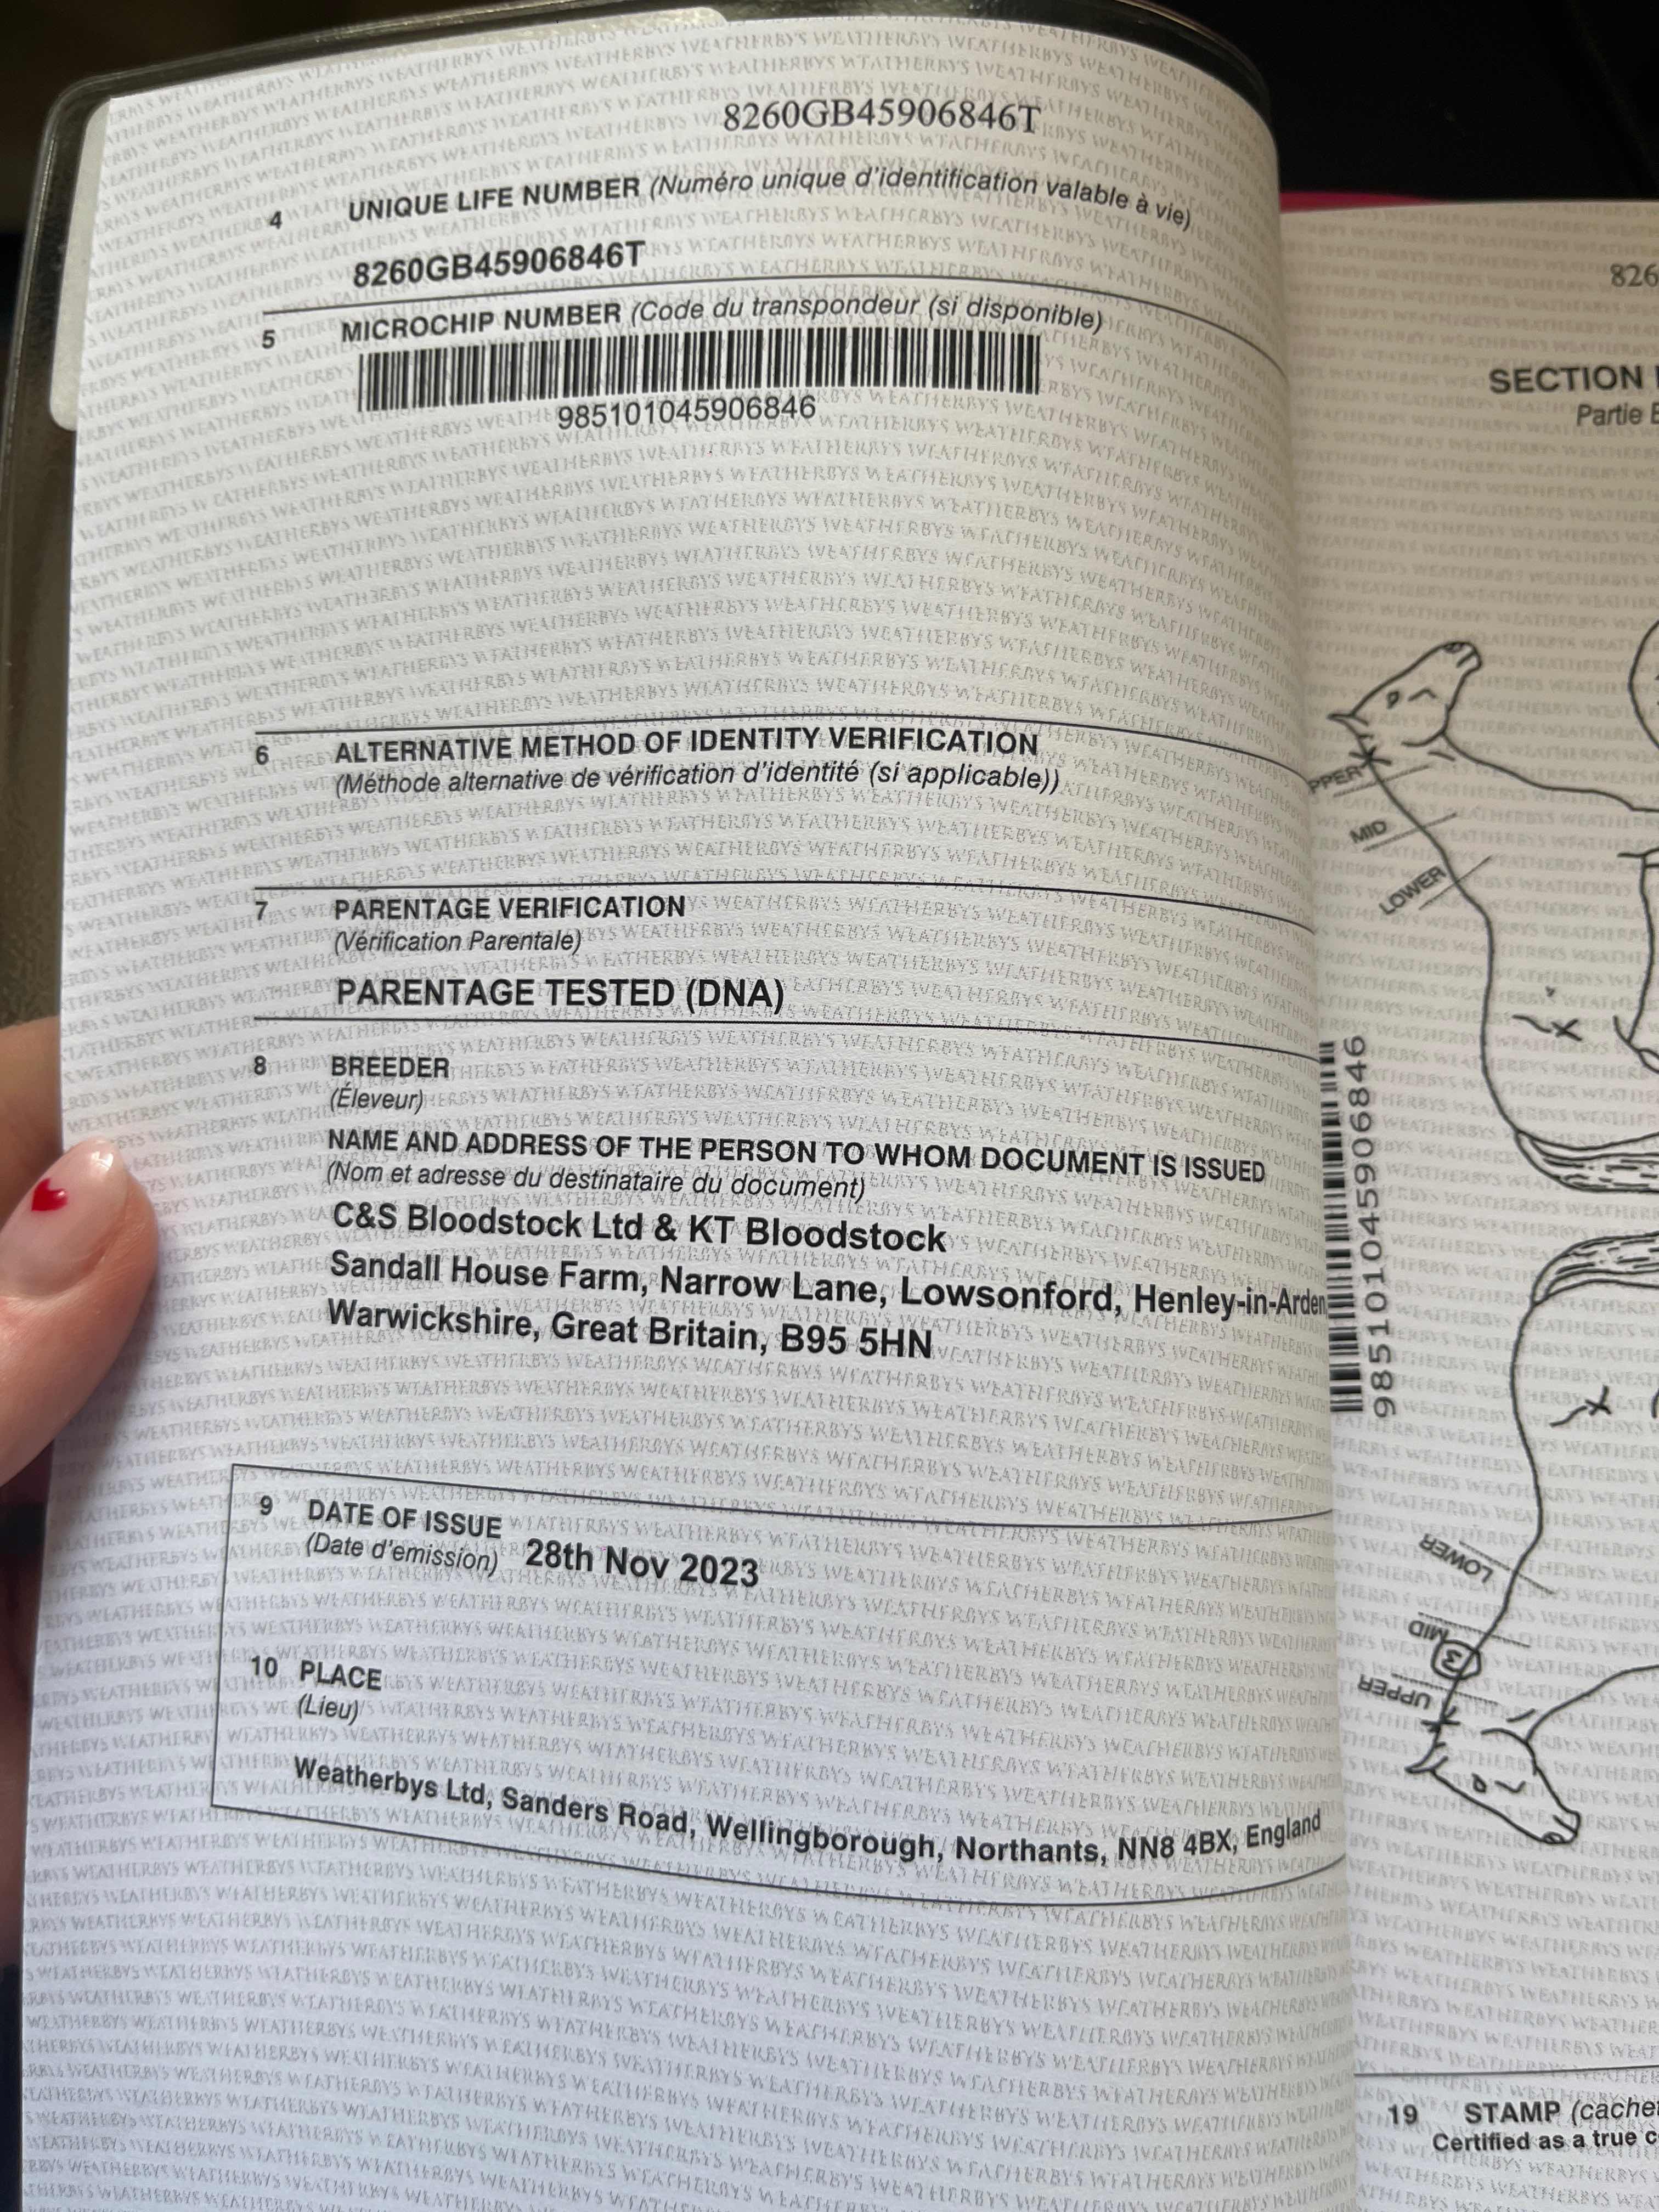 8260GB45906846T
4 UNIQUE LIFE NUMBER (Numéro unique d'identification valable à vie)
8260GB45906846T
5 MICROCHIP NUMBER (Code du transpondeur (si disponible)
985101045906846
6 ALTERNATIVE METHOD OF IDENTITY VERIFICATION
(Méthode alternative de vérification d'identité (si applicable))
7 PARENTAGE VERIFICATION
(Vérification Parentale)
PARENTAGE TESTED (DNA)
8 BREEDER
(Éleveur)
NAME AND ADDRESS OF THE PERSON TO WHOM DOCUMENT IS ISSUED
(Nom et adresse du destinataire du document)
C&S Bloodstock Ltd & KT Bloodstock
Sandall House Farm, Narrow Lane, Lowsonford, Henley-in-Arden
Warwickshire, Great Britain, B95 5HN
9 DATE OF ISSUE
(Date d'emission) 28th Nov 2023
10 PLACE
(Lieu)
Weatherbys Ltd, Sanders Road, Wellingborough, Northants, NN8 4BX, England
826
SECTION
Partie
PPER
MID
LOWER
985101045906846
LOWER
MID
3
UPPER
19 STAMP (cachet
Certified as a true c